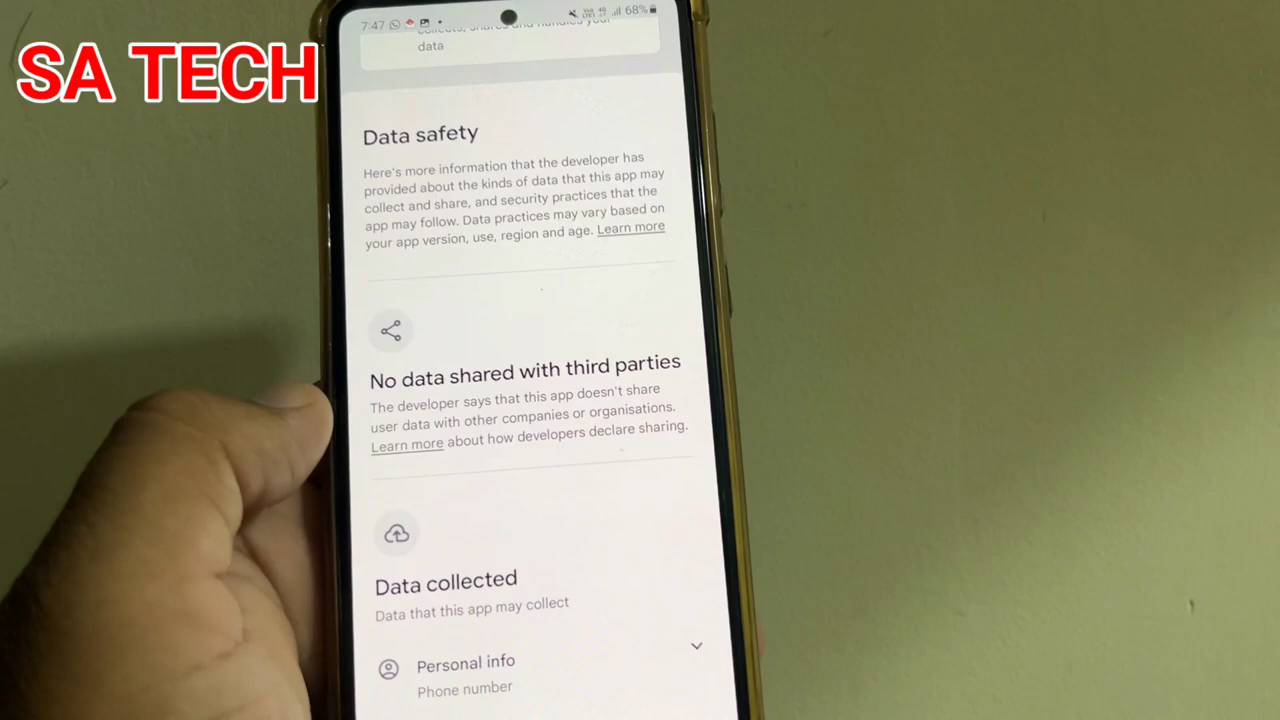 SA TECH
7:47
68%
collects, shares and handles your
data
Data safety
Here's more information that the developer has
provided about the kinds of data that this app may
collect and share, and security practices that the
app may follow. Data practices may vary based on
your app version, use, region and age. Learn more
No data shared with third parties
The developer says that this app doesn't share
user data with other companies or organisations.
Learn more about how developers declare sharing.
Data collected
Data that this app may collect
Personal info
Phone number